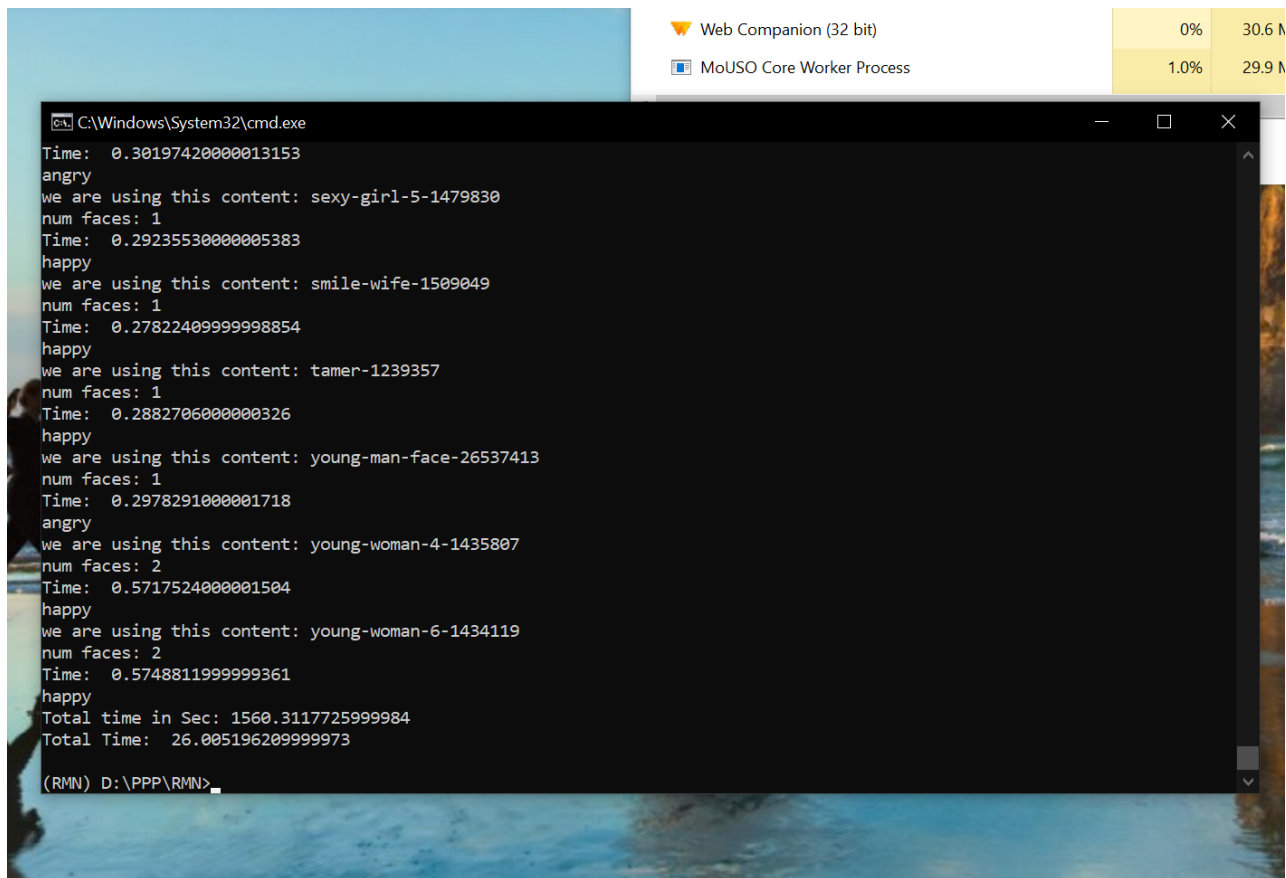 Web Companion (32 bit) 0% 30.6 M
MoUSO Core Worker Process 1.0% 29.9 M
C:\Windows\System32\cmd.exe
Time:  0.30197420000013153
angry
we are using this content: sexy-girl-5-1479830
num faces: 1
Time:  0.29235530000005383
happy
we are using this content: smile-wife-1509049
num faces: 1
Time:  0.27822409999998854
happy
we are using this content: tamer-1239357
num faces: 1
Time:  0.2882706000000326
happy
we are using this content: young-man-face-26537413
num faces: 1
Time:  0.2978291000001718
angry
we are using this content: young-woman-4-1435807
num faces: 2
Time:  0.5717524000001504
happy
we are using this content: young-woman-6-1434119
num faces: 2
Time:  0.5748811999999361
happy
Total time in Sec: 1560.3117725999984
Total Time:  26.005196209999973
(RMN) D:\PPP\RMN>